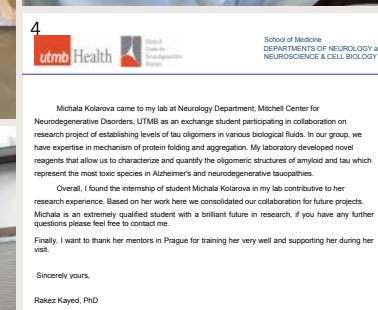 4
utmb Health
School of Medicine
DEPARTMENTS OF NEUROLOGY a
NEUROSCIENCE & CELL BIOLOGY
Michala Kolarova came to my lab at Neurology Department, Mitchell Center for
Neurodegenerative Disorders, UTMB as an exchange student participating in collaboration on
research project of establishing levels of tau oligomers in various biological fluids. In our group, we
have expertise in mechanism of protein folding and aggregation. My laboratory developed novel
reagents that allow us to characterize and quantify the oligomeric structures of amyloid and tau which
represent the most toxic species in Alzheimer's and neurodegenerative tauopathies.
Overall, I found the internship of student Michala Kolarova in my lab contributive to her
research experience. Based on her work here we consolidated our collaboration for future projects.
Michala is an extremely qualified student with a brilliant future in research, if you have any further
questions please feel free to contact me.
Finally, I want to thank her mentors in Prague for training her very well and supporting her during her
visit.
Sincerely yours,
Rakez Kayed, PhD